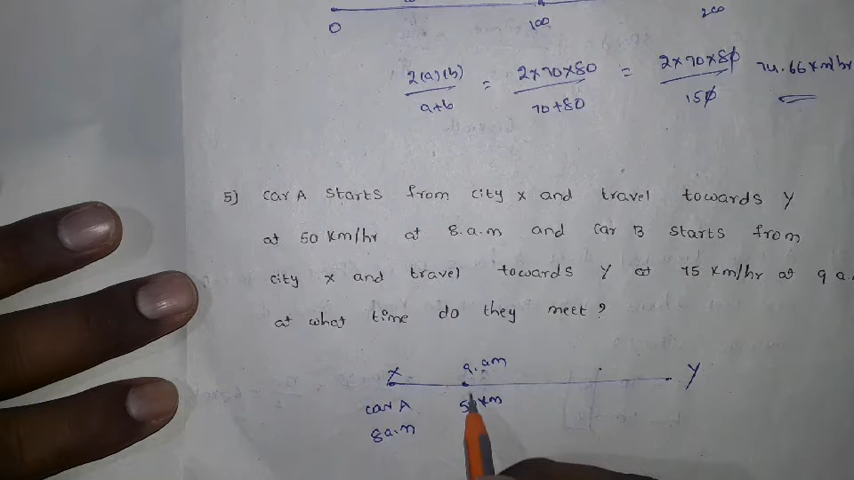 0 100 200
2(a)(b) / a+b = 2×70×80 / 70+80 = 2×70×80 / 150 74.66 km/hr
5) Car A starts from city x and travel towards y
at 50 km/hr at 8.a.m and Car B starts from
city x and travel towards y at 75 km/hr at 9 a.
at what time do they meet?
x 9.am y
Car A 50 km
8a.m